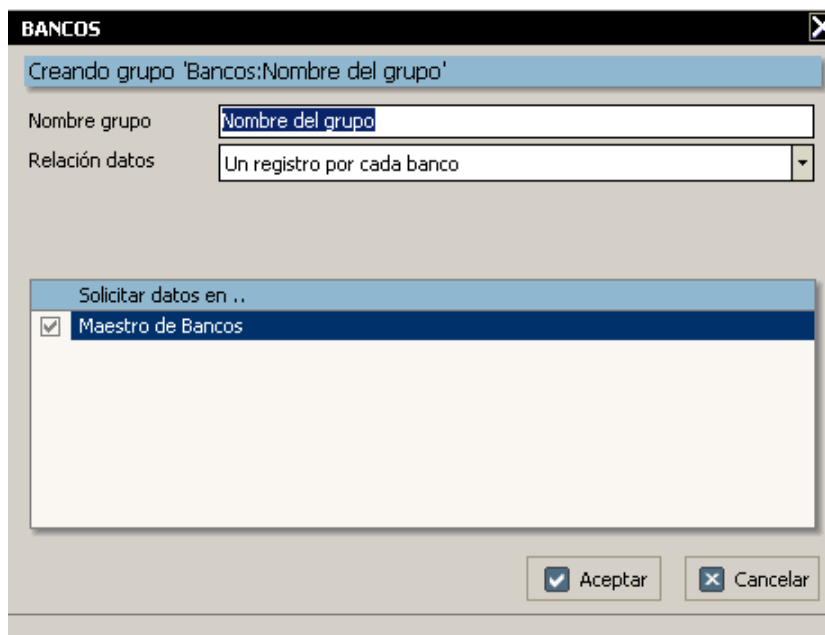 BANCOS
Creando grupo 'Bancos:Nombre del grupo'
Nombre grupo Nombre del grupo
Relación datos Un registro por cada banco
Solicitar datos en ..
Maestro de Bancos
Aceptar Cancelar